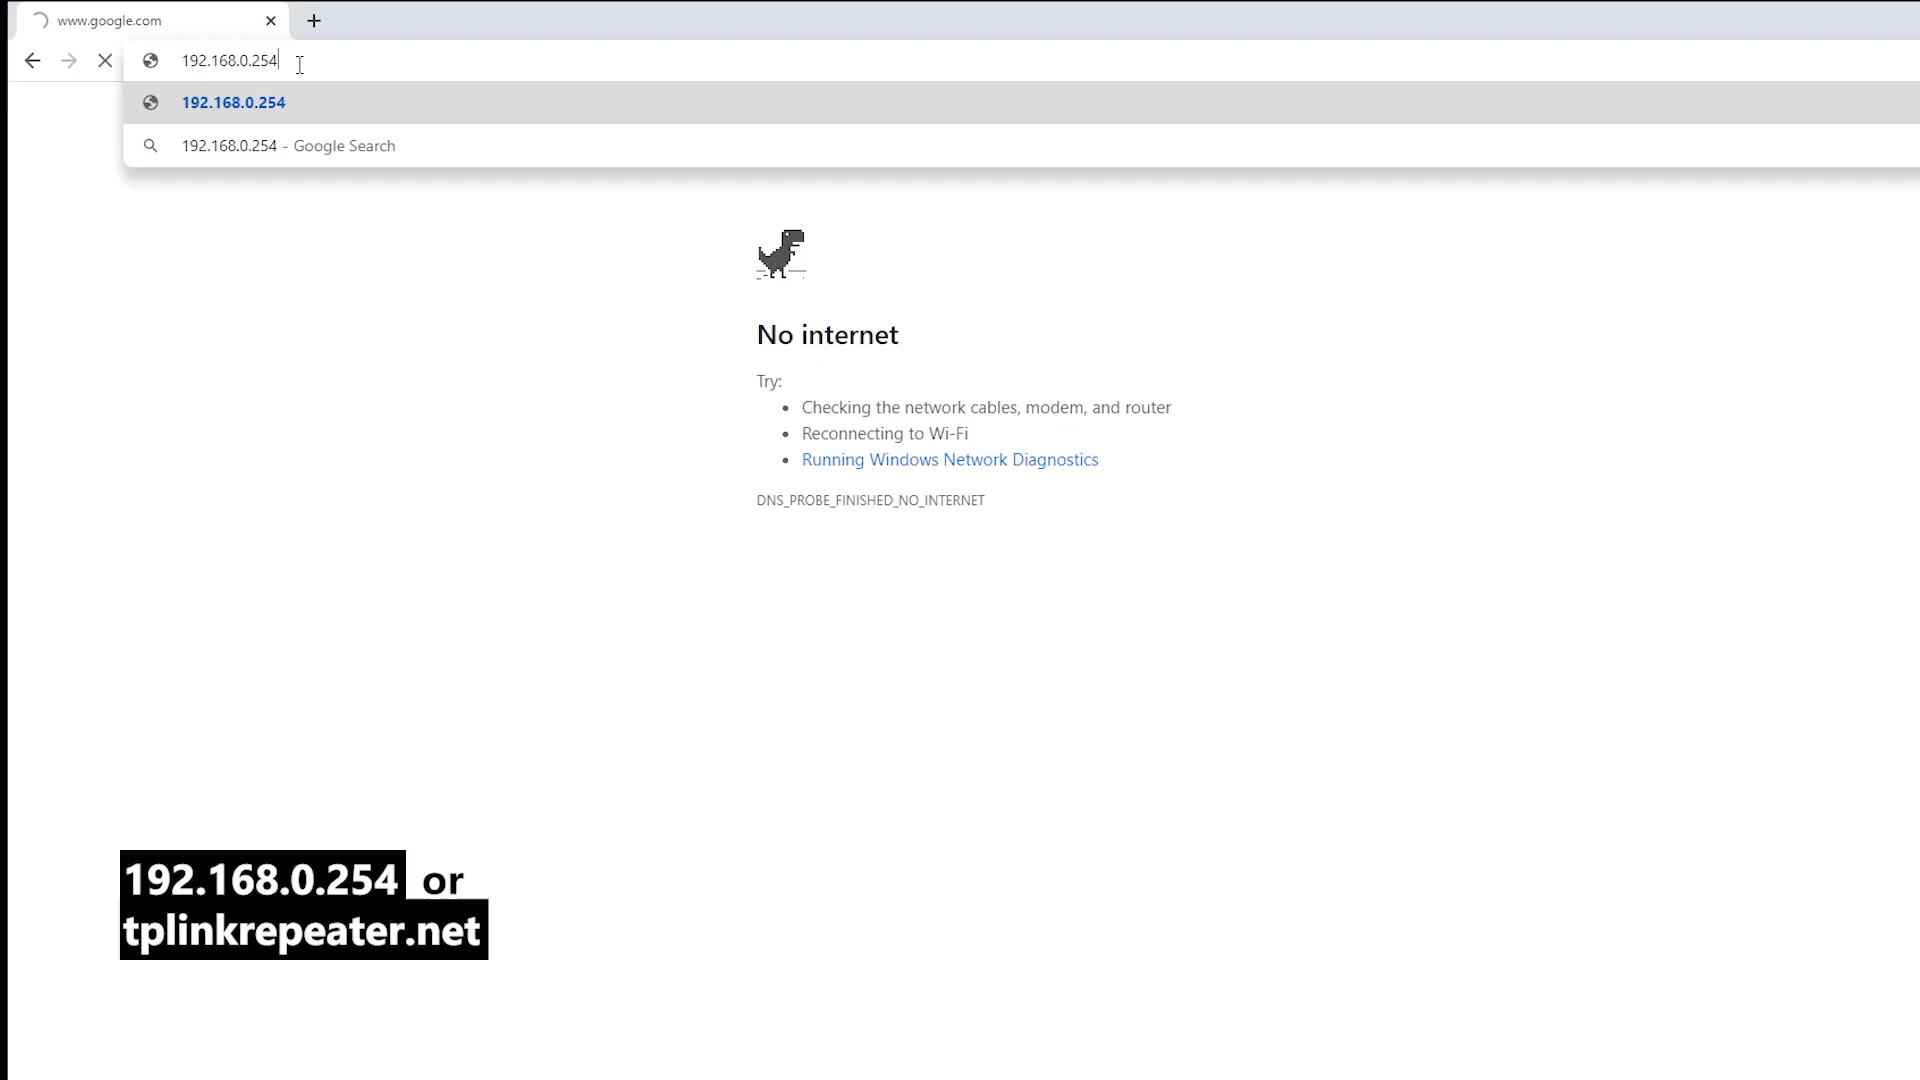 www.google.com
192.168.0.254
192.168.0.254
192.168.0.254 - Google Search
No internet
Try:
Checking the network cables, modem, and router
Reconnecting to Wi-Fi
Running Windows Network Diagnostics
DNS_PROBE_FINISHED_NO_INTERNET
192.168.0.254 or
tplinkrepeater.net